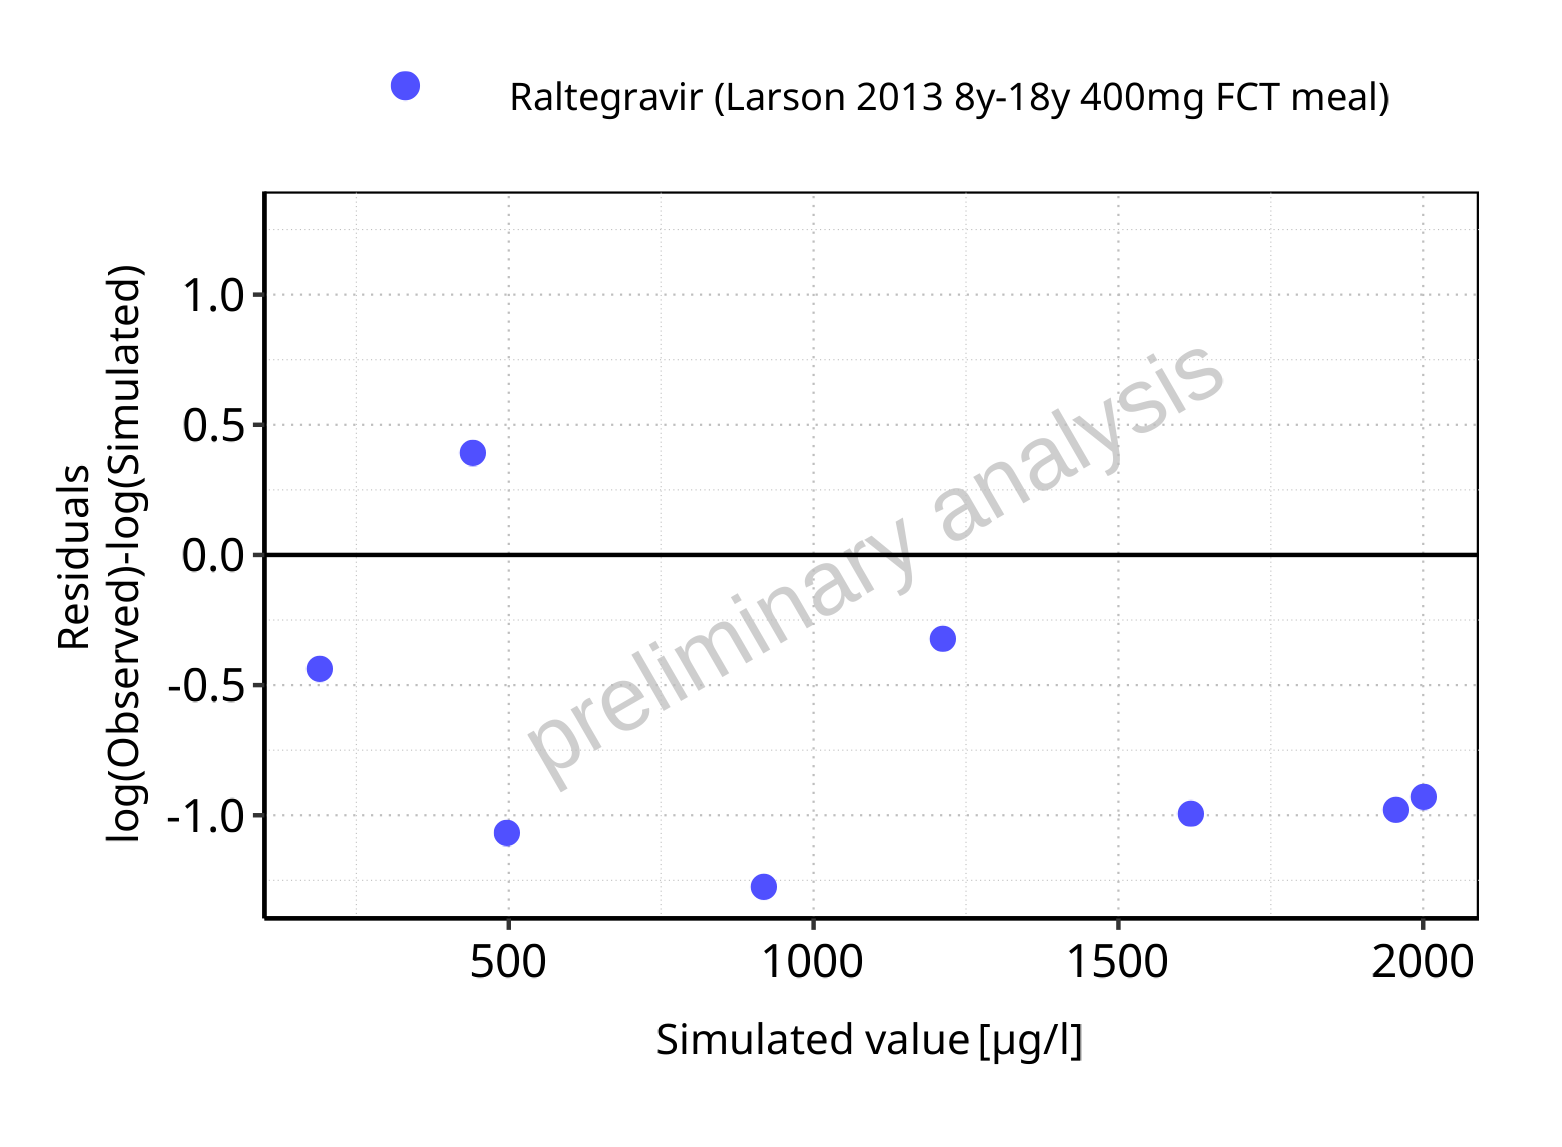 Raltegravir (Larson 2013 8y-18y 400mg FCT meal)
Residuals
log(Observed)-log(Simulated)
1.0
0.5
0.0
-0.5
-1.0
preliminary analysis
500
1000
1500
2000
Simulated value [µg/l]